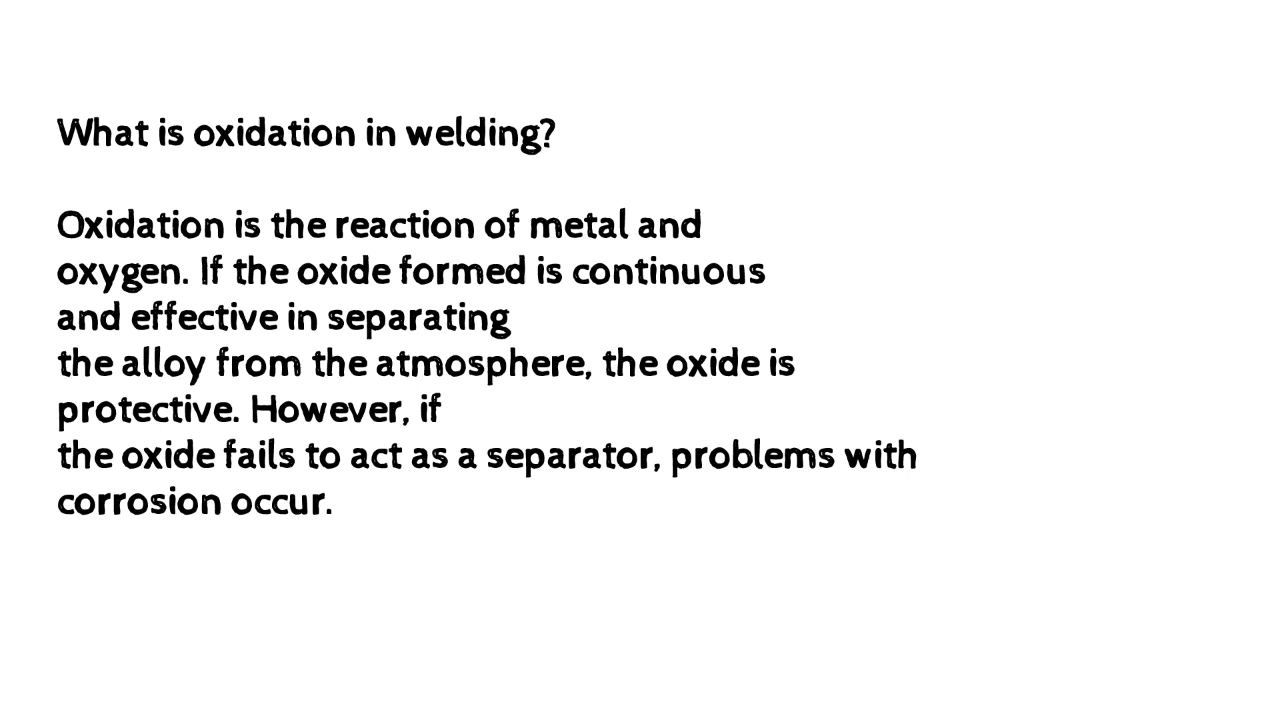 What is oxidation in welding?
Oxidation is the reaction of metal and
oxygen. If the oxide formed is continuous
and effective in separating
the alloy from the atmosphere, the oxide is
protective. However, if
the oxide fails to act as a separator, problems with
corrosion occur.